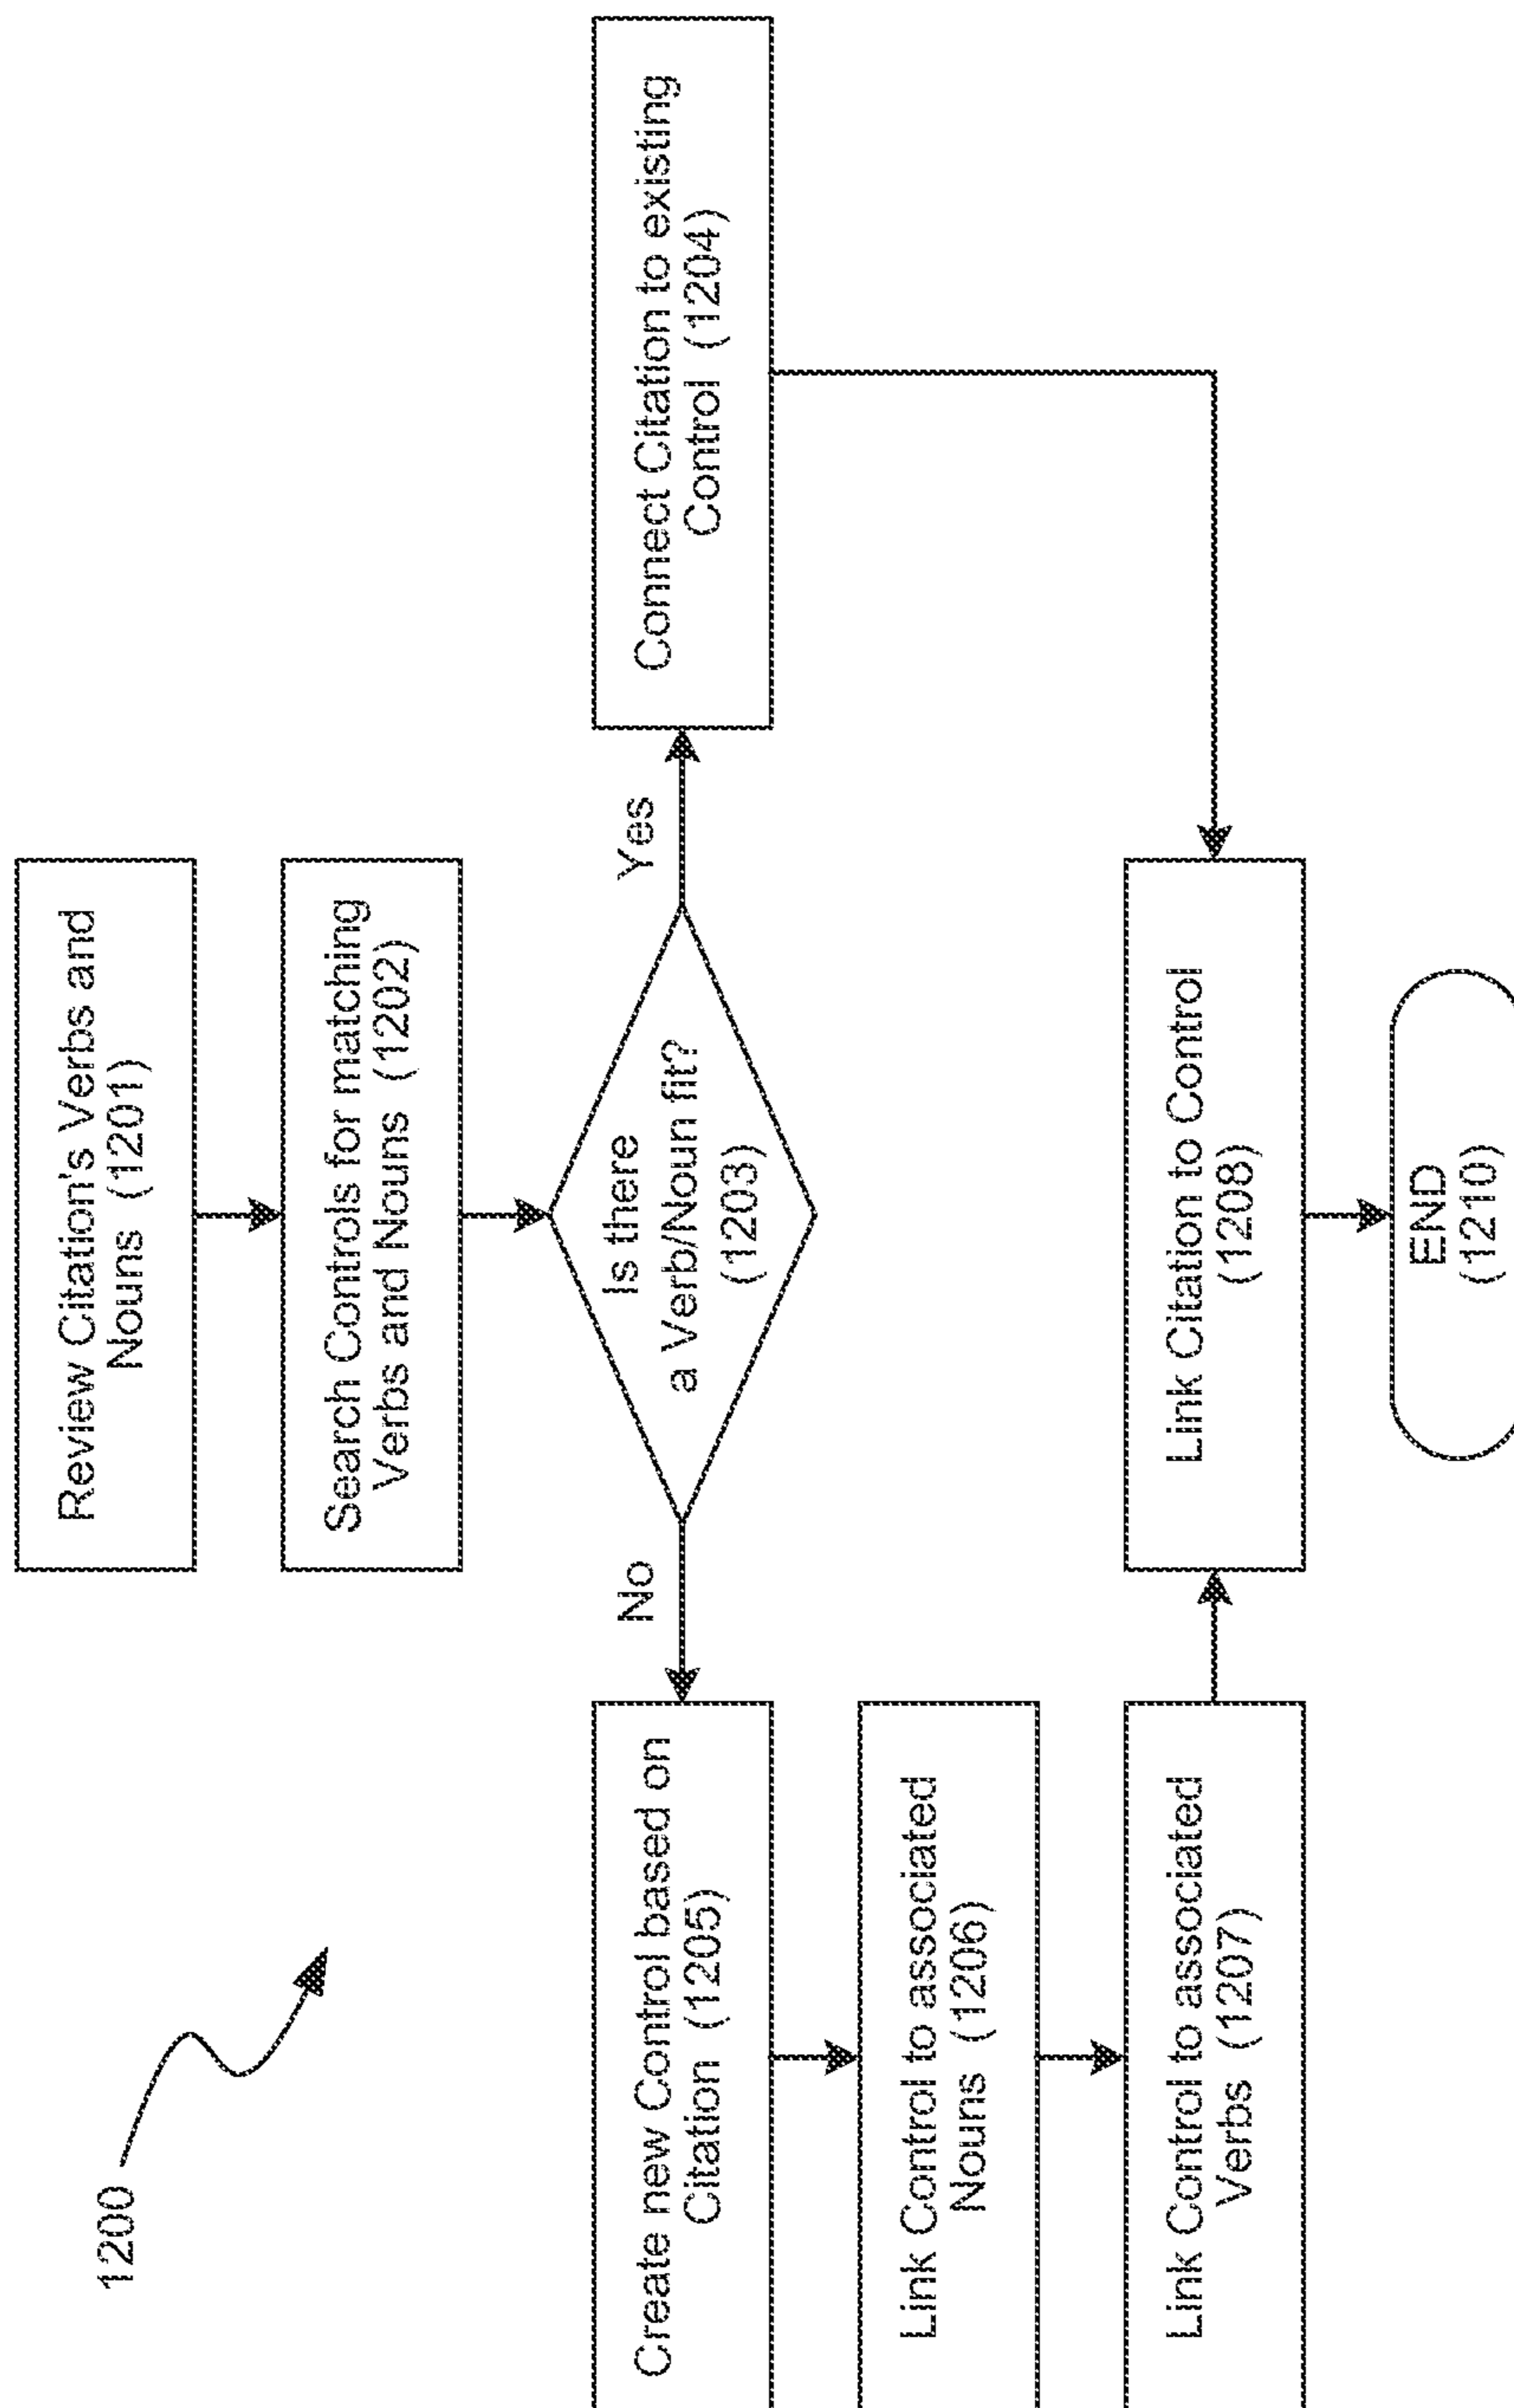 1200
Review Citation's Verbs and
Nouns (1201)
Search Controls for matching
Verbs and Nouns (1202)
Is there
a Verb/Noun fit?
(1203)
No
Yes
Create new Control based on
Citation (1205)
Connect Citation to existing
Control (1204)
Link Control to associated
Nouns (1206)
Link Control to associated
Verbs (1207)
Link Citation to Control
(1208)
END
(1210)